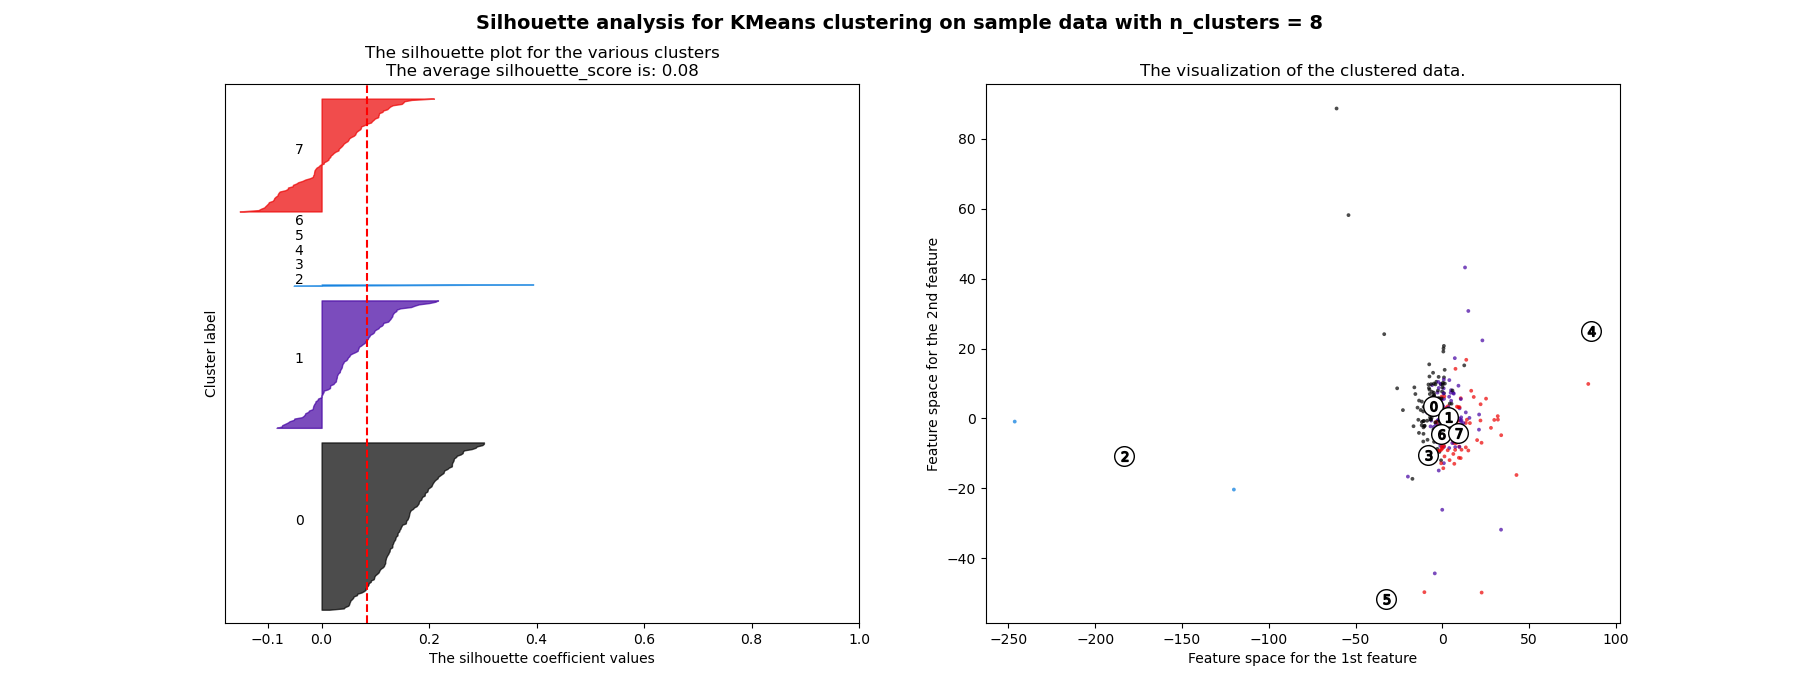 Silhouette analysis for KMeans clustering on sample data with n_clusters = 8
The silhouette plot for the various clusters
The average silhouette_score is: 0.08
Cluster label
7
6
5
4
3
2
1
0
−0.1 0.0 0.2 0.4 0.6 0.8 1.0
The silhouette coefficient values
The visualization of the clustered data.
Feature space for the 2nd feature
80
60
40
20
0
−20
−40
4
0
1
6 7
3
2
5
−250 −200 −150 −100 −50 0 50 100
Feature space for the 1st feature